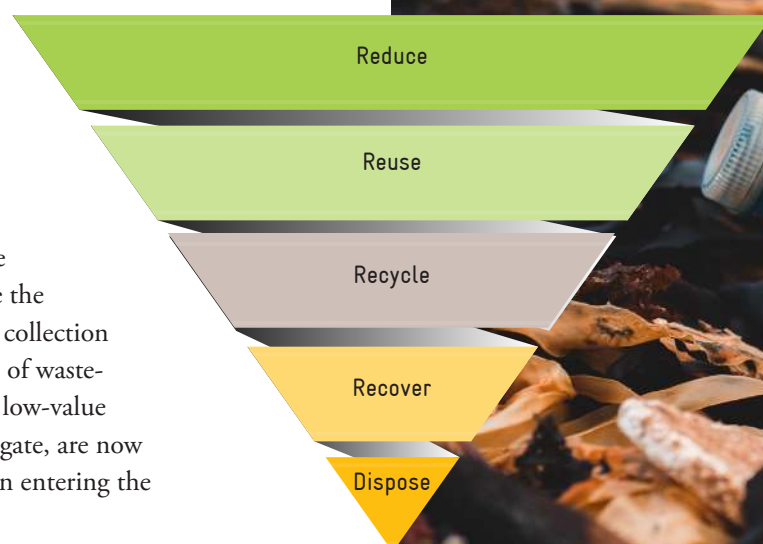 Reduce
Reuse
Recycle
Recover
Dispose
e
e the
collection
of waste-
low-value
gate, are now
n entering the